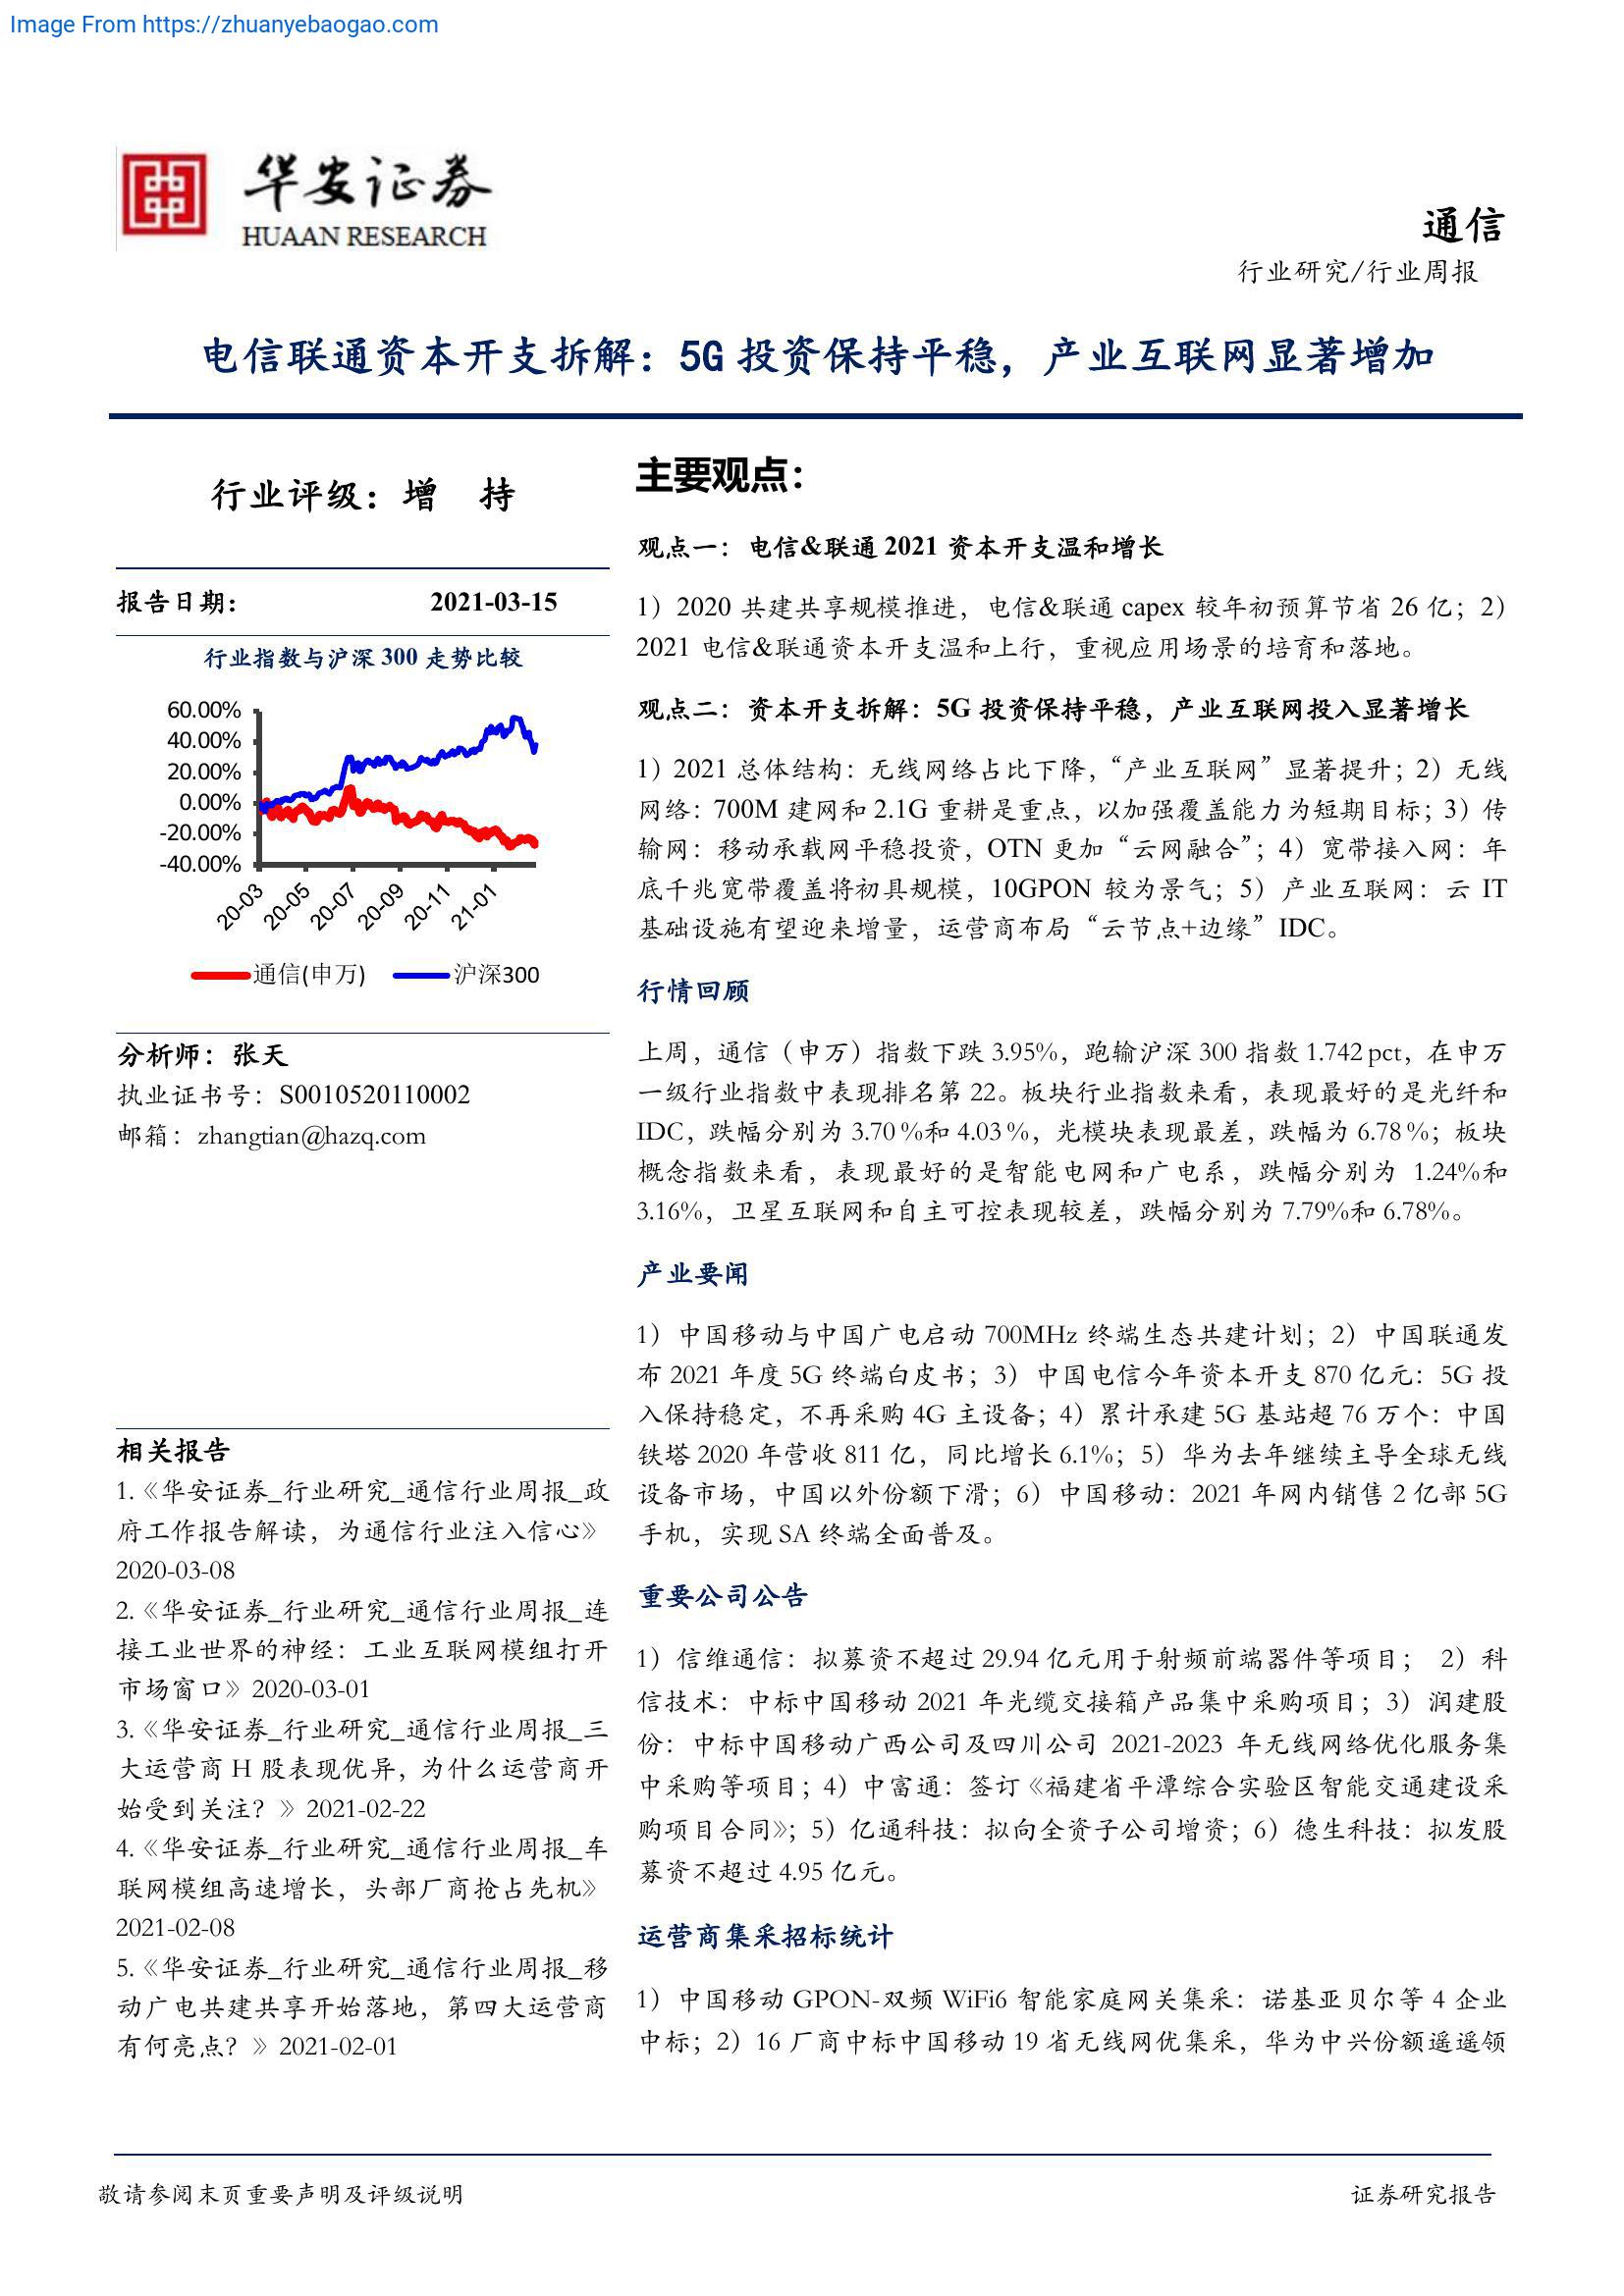 Image From https://zhuanyebaogao.com
华安证券
HUAAN RESEARCH
通信
行业研究/行业周报
电信联通资本开支拆解：5G 投资保持平稳，产业互联网显著增加
行业评级：增 持
报告日期： 2021-03-15
行业指数与沪深 300 走势比较
60.00%
40.00%
20.00%
0.00%
-20.00%
-40.00%
20-03
20-05
20-07
20-09
20-11
21-01
通信(申万) 沪深300
分析师：张天
执业证书号：S0010520110002
邮箱：zhangtian@hazq.com
相关报告
1.《华安证券_行业研究_通信行业周报_政
府工作报告解读，为通信行业注入信心》
2020-03-08
2.《华安证券_行业研究_通信行业周报_连
接工业世界的神经：工业互联网模组打开
市场窗口》2020-03-01
3.《华安证券_行业研究_通信行业周报_三
大运营商 H 股表现优异，为什么运营商开
始受到关注？》2021-02-22
4.《华安证券_行业研究_通信行业周报_车
联网模组高速增长，头部厂商抢占先机》
2021-02-08
5.《华安证券_行业研究_通信行业周报_移
动广电共建共享开始落地，第四大运营商
有何亮点？》2021-02-01
主要观点：
观点一：电信&联通 2021 资本开支温和增长
1）2020 共建共享规模推进，电信&联通 capex 较年初预算节省 26 亿；2）
2021 电信&联通资本开支温和上行，重视应用场景的培育和落地。
观点二：资本开支拆解：5G 投资保持平稳，产业互联网投入显著增长
1）2021 总体结构：无线网络占比下降，“产业互联网”显著提升；2）无线
网络：700M 建网和 2.1G 重耕是重点，以加强覆盖能力为短期目标；3）传
输网：移动承载网平稳投资，OTN 更加“云网融合”；4）宽带接入网：年
底千兆宽带覆盖将初具规模，10GPON 较为景气；5）产业互联网：云 IT
基础设施有望迎来增量，运营商布局“云节点+边缘”IDC。
行情回顾
上周，通信（申万）指数下跌 3.95%，跑输沪深 300 指数 1.742 pct，在申万
一级行业指数中表现排名第 22。板块行业指数来看，表现最好的是光纤和
IDC，跌幅分别为 3.70 %和 4.03 %，光模块表现最差，跌幅为 6.78 %；板块
概念指数来看，表现最好的是智能电网和广电系，跌幅分别为 1.24%和
3.16%，卫星互联网和自主可控表现较差，跌幅分别为 7.79%和 6.78%。
产业要闻
1）中国移动与中国广电启动 700MHz 终端生态共建计划；2）中国联通发
布 2021 年度 5G 终端白皮书；3）中国电信今年资本开支 870 亿元：5G 投
入保持稳定，不再采购 4G 主设备；4）累计承建 5G 基站超 76 万个：中国
铁塔 2020 年营收 811 亿，同比增长 6.1%；5）华为去年继续主导全球无线
设备市场，中国以外份额下滑；6）中国移动：2021 年网内销售 2 亿部 5G
手机，实现 SA 终端全面普及。
重要公司公告
1）信维通信：拟募资不超过 29.94 亿元用于射频前端器件等项目； 2）科
信技术：中标中国移动 2021 年光缆交接箱产品集中采购项目；3）润建股
份：中标中国移动广西公司及四川公司 2021-2023 年无线网络优化服务集
中采购等项目；4）中富通：签订《福建省平潭综合实验区智能交通建设采
购项目合同》；5）亿通科技：拟向全资子公司增资；6）德生科技：拟发股
募资不超过 4.95 亿元。
运营商集采招标统计
1）中国移动 GPON-双频 WiFi6 智能家庭网关集采：诺基亚贝尔等 4 企业
中标；2）16 厂商中标中国移动 19 省无线网优集采，华为中兴份额遥遥领
敬请参阅末页重要声明及评级说明 证券研究报告